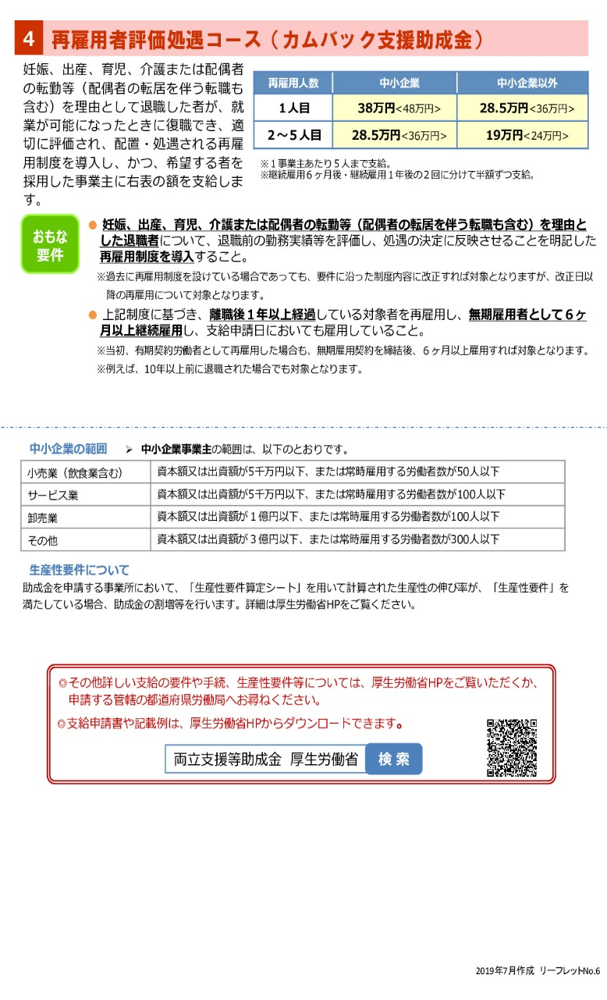 4 再雇用者評価処遇コース（カムバック支援助成金）
妊娠、出産、育児、介護または配偶者
の転勤等（配偶者の転居を伴う転職も
含む）を理由として退職した者が、就
業が可能になったときに復職でき、適
切に評価され、配置・処遇される再雇
用制度を導入し、かつ、希望する者を
採用した事業主に右表の額を支給しま
す。
再雇用人数 中小企業 中小企業以外
１人目 38万円<48万円> 28.5万円<36万円>
２～５人目 28.5万円<36万円> 19万円<24万円>
※１事業主あたり５人まで支給。
※継続雇用６ヶ月後・継続雇用１年後の２回に分けて半額ずつ支給。
おもな
要件
● 妊娠、出産、育児、介護または配偶者の転勤等（配偶者の転居を伴う転職も含む）を理由と
した退職者について、退職前の勤務実績等を評価し、処遇の決定に反映させることを明記した
再雇用制度を導入すること。
※過去に再雇用制度を設けている場合であっても、要件に沿った制度内容に改正すれば対象となりますが、改正日以
降の再雇用について対象となります。
● 上記制度に基づき、離職後１年以上経過している対象者を再雇用し、無期雇用者として６ヶ
月以上継続雇用し、支給申請日においても雇用していること。
※当初、有期契約労働者として再雇用した場合も、無期雇用契約を締結後、６ヶ月以上雇用すれば対象となります。
※例えば、10年以上前に退職された場合でも対象となります。
中小企業の範囲 ➢ 中小企業事業主の範囲は、以下のとおりです。
小売業（飲食業含む） 資本額又は出資額が5千万円以下、または常時雇用する労働者数が50人以下
サービス業 資本額又は出資額が5千万円以下、または常時雇用する労働者数が100人以下
卸売業 資本額又は出資額が１億円以下、または常時雇用する労働者数が100人以下
その他 資本額又は出資額が３億円以下、または常時雇用する労働者数が300人以下
生産性要件について
助成金を申請する事業所において、「生産性要件算定シート」を用いて計算された生産性の伸び率が、「生産性要件」を
満たしている場合、助成金の割増等を行います。詳細は厚生労働省HPをご覧ください。
◎その他詳しい支給の要件や手続、生産性要件等については、厚生労働省HPをご覧いただくか、
申請する管轄の都道府県労働局へお尋ねください。
◎支給申請書や記載例は、厚生労働省HPからダウンロードできます。
両立支援等助成金 厚生労働省 検 索
2019年7月作成 リーフレットNo.6